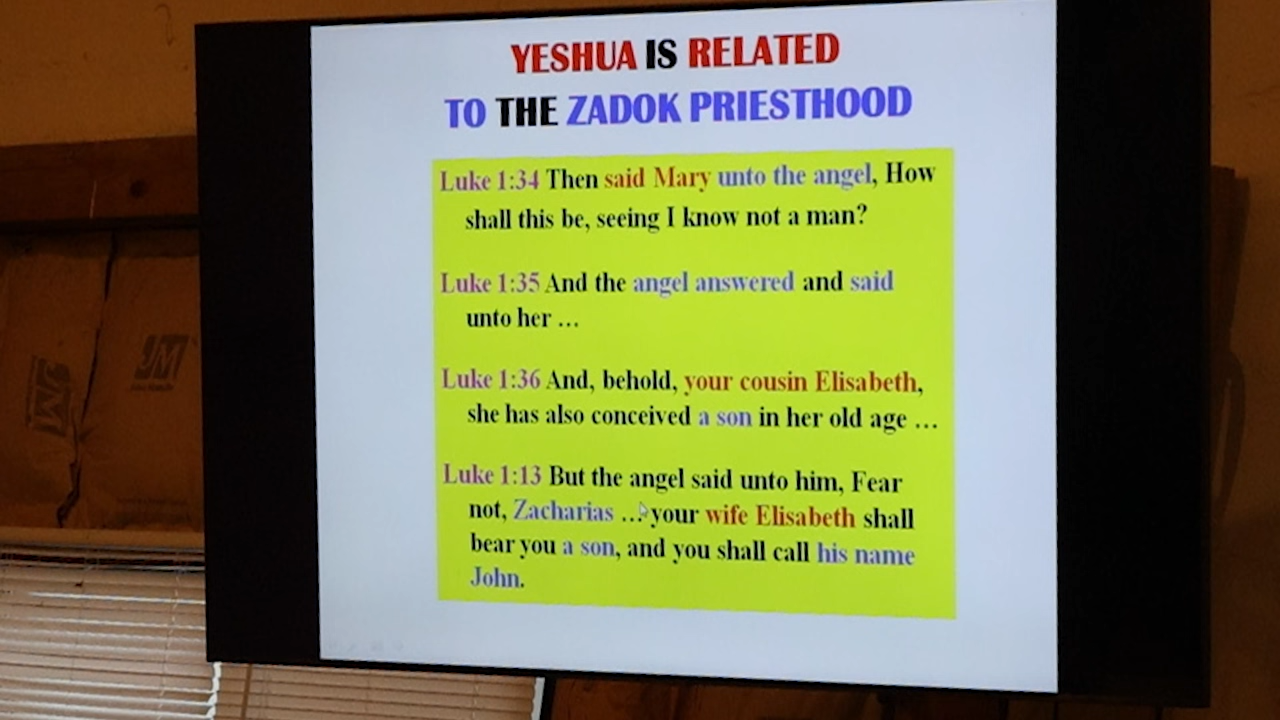 YESHUA IS RELATED
TO THE ZADOK PRIESTHOOD
Luke 1:34 Then said Mary unto the angel, How
shall this be, seeing I know not a man?
Luke 1:35 And the angel answered and said
unto her ...
Luke 1:36 And, behold, your cousin Elisabeth,
she has also conceived a son in her old age ...
Luke 1:13 But the angel said unto him, Fear
not, Zacharias ... your wife Elisabeth shall
bear you a son, and you shall call his name
John.
JM
JM